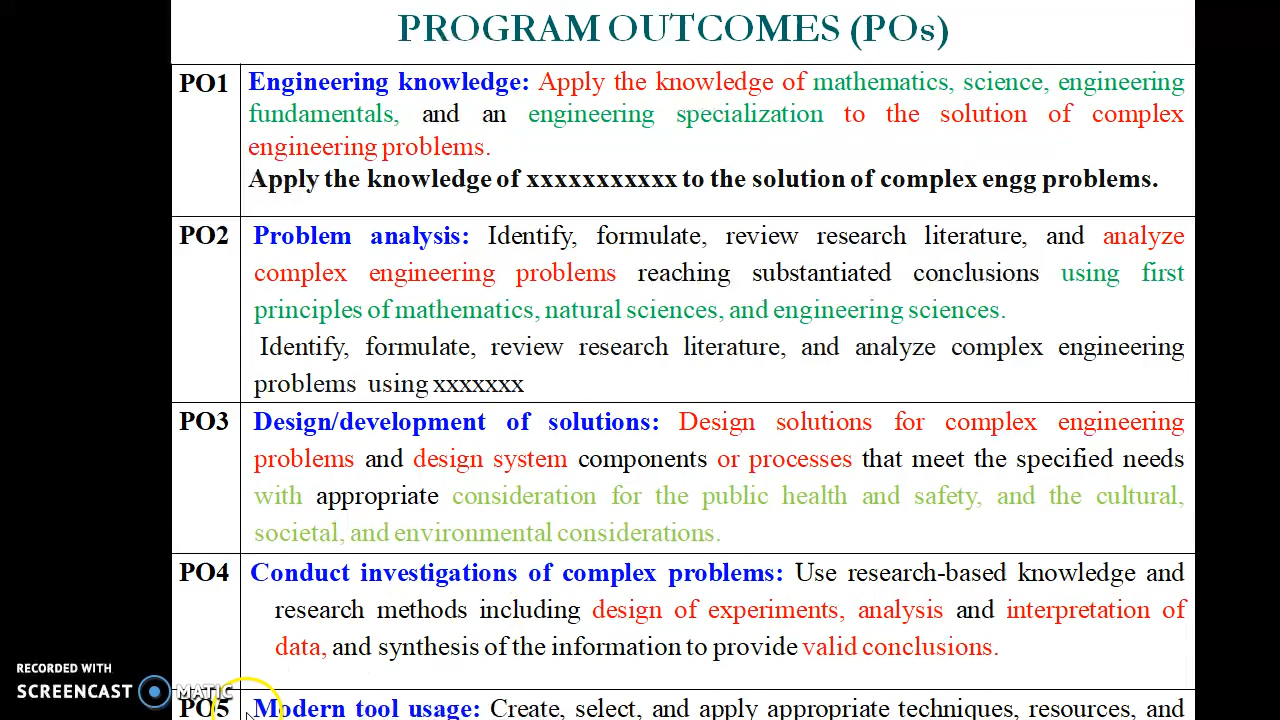 PROGRAM OUTCOMES (POs)
PO1 Engineering knowledge: Apply the knowledge of mathematics, science, engineering
fundamentals, and an engineering specialization to the solution of complex
engineering problems.
Apply the knowledge of xxxxxxxxxxx to the solution of complex engg problems.
PO2 Problem analysis: Identify, formulate, review research literature, and analyze
complex engineering problems reaching substantiated conclusions using first
principles of mathematics, natural sciences, and engineering sciences.
Identify, formulate, review research literature, and analyze complex engineering
problems using xxxxxxx
PO3 Design/development of solutions: Design solutions for complex engineering
problems and design system components or processes that meet the specified needs
with appropriate consideration for the public health and safety, and the cultural,
societal, and environmental considerations.
PO4 Conduct investigations of complex problems: Use research-based knowledge and
research methods including design of experiments, analysis and interpretation of
data, and synthesis of the information to provide valid conclusions.
PO5 Modern tool usage: Create, select, and apply appropriate techniques, resources, and
RECORDED WITH
SCREENCAST MATIC